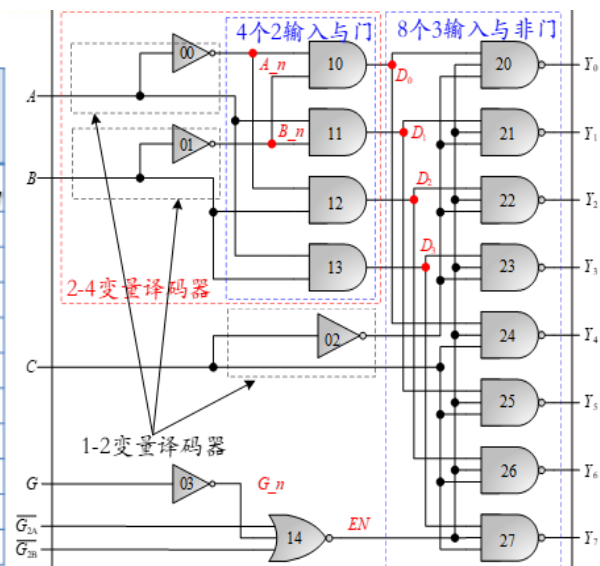 4个2输入与门
8个3输入与非门
00
A_n
10
D₀
20
Y₀
A
01
B_n
11
D₁
21
Y₁
B
12
D₂
22
Y₂
2-4变量译码器
13
D₃
23
Y₃
02
24
Y₄
C
25
Y₅
1-2变量译码器
26
Y₆
G
03
G_n
G̅₂A
G̅₂B
14
EN
27
Y₇